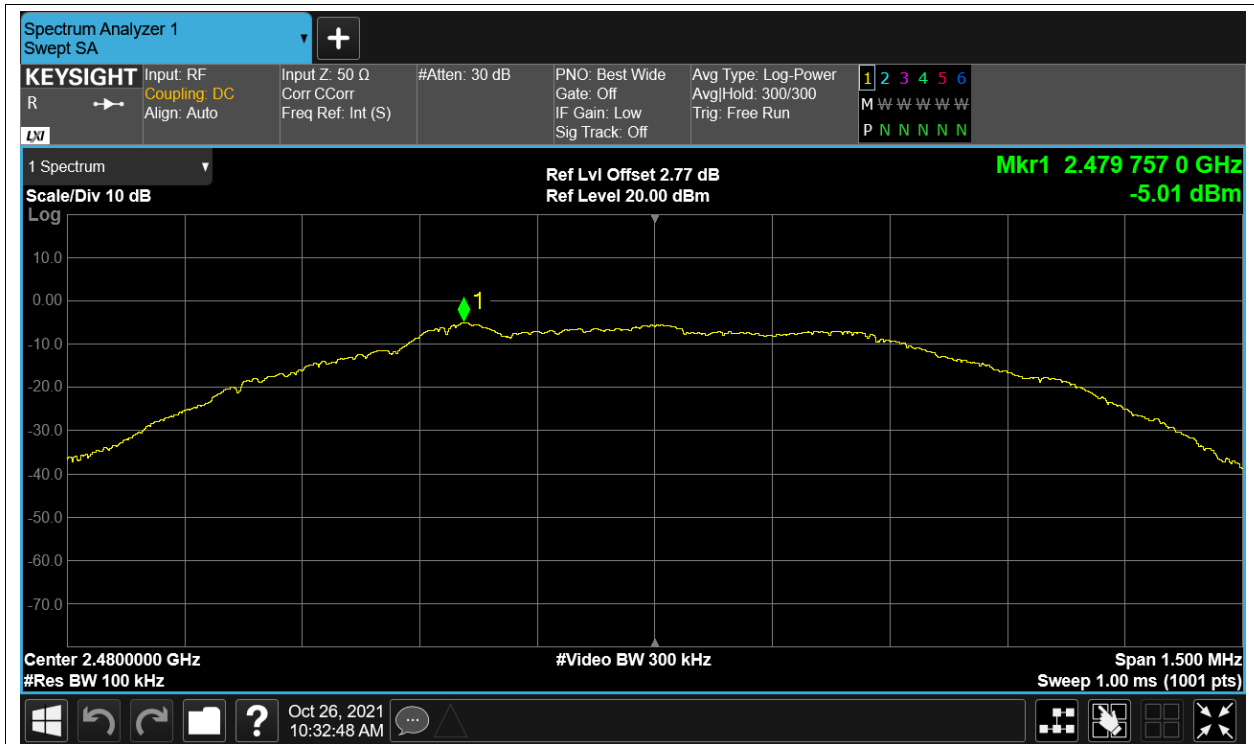 Spectrum Analyzer 1
Swept SA
+
KEYSIGHT
R
LXI
Input: RF
Coupling: DC
Align: Auto
Input Z: 50 Ω
Corr CCorr
Freq Ref: Int (S)
#Atten: 30 dB
PNO: Best Wide
Gate: Off
IF Gain: Low
Sig Track: Off
Avg Type: Log-Power
Avg|Hold: 300/300
Trig: Free Run
1 2 3 4 5 6
M W W W W W
P N N N N N
1 Spectrum
Scale/Div 10 dB
Log
Ref Lvl Offset 2.77 dB
Ref Level 20.00 dBm
Mkr1 2.479 757 0 GHz
-5.01 dBm
10.0
0.00
1
-10.0
-20.0
-30.0
-40.0
-50.0
-60.0
-70.0
Center 2.4800000 GHz
#Res BW 100 kHz
#Video BW 300 kHz
Span 1.500 MHz
Sweep 1.00 ms (1001 pts)
?
Oct 26, 2021
10:32:48 AM